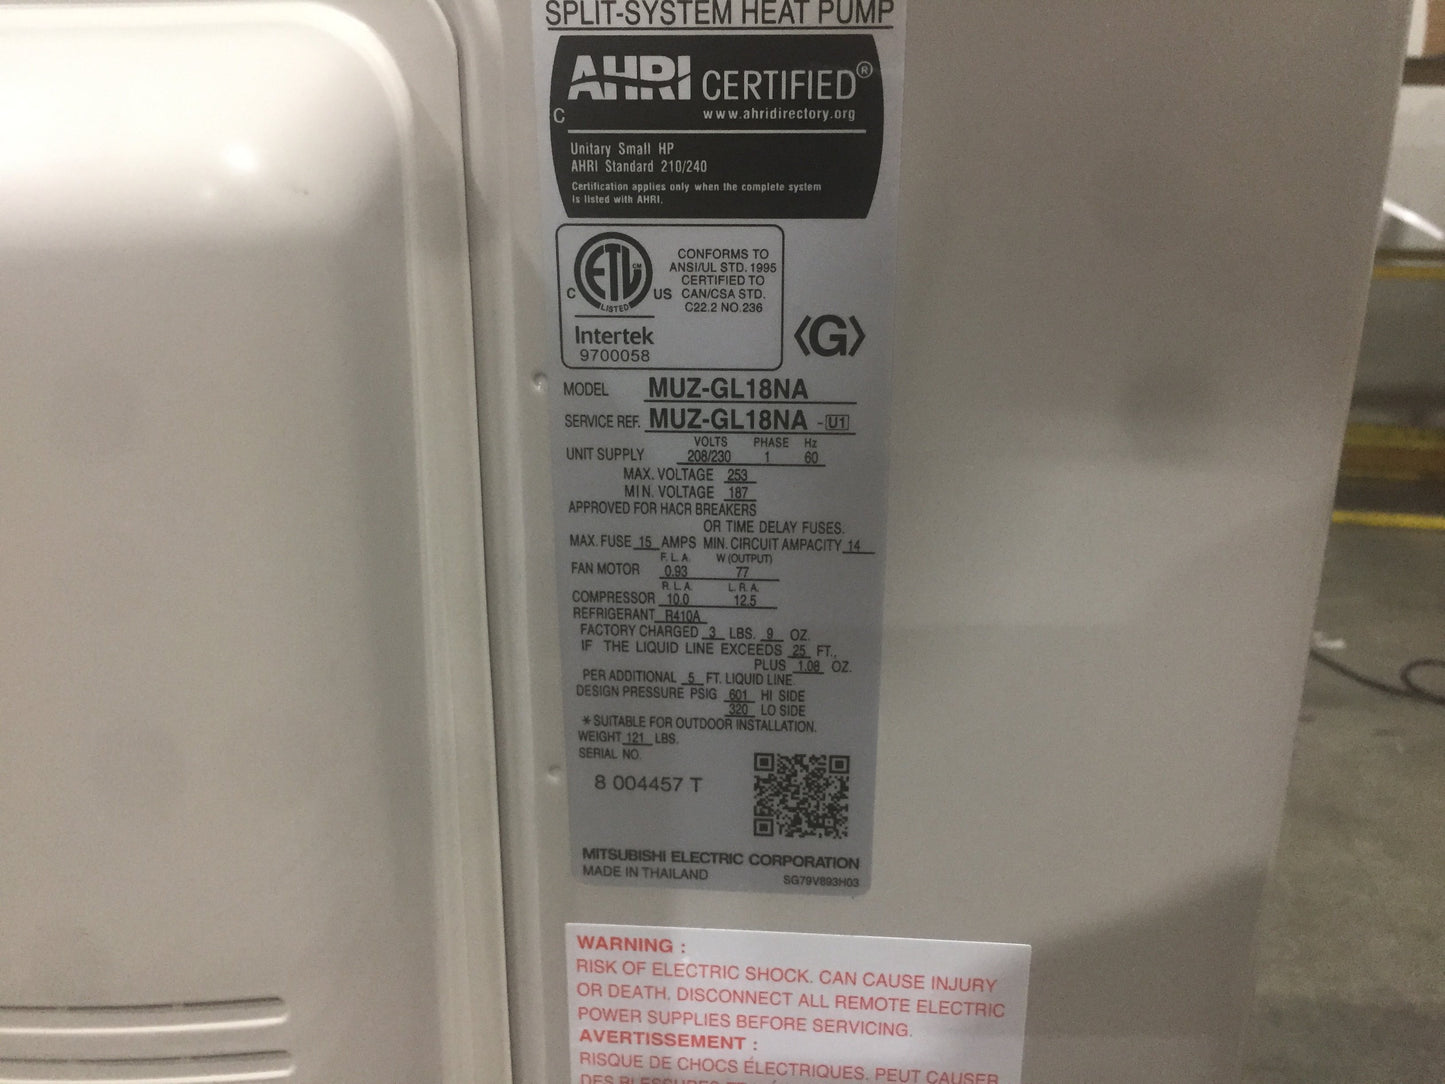 SPLIT-SYSTEM HEAT PUMP
AHRI CERTIFIED®
www.ahridirectory.org
C
Unitary Small HP
AHRI Standard 210/240
Certification applies only when the complete system
is listed with AHRI.
CONFORMS TO
ANSI/UL STD. 1995
CERTIFIED TO
CAN/CSA STD.
C22.2 NO.236
C ETL CM US
LISTED
Intertek
9700058
<G>
MODEL MUZ-GL18NA
SERVICE REF. MUZ-GL18NA -U1
VOLTS PHASE Hz
UNIT SUPPLY 208/230 1 60
MAX. VOLTAGE 253
MIN. VOLTAGE 187
APPROVED FOR HACR BREAKERS
OR TIME DELAY FUSES.
MAX. FUSE 15 AMPS MIN. CIRCUIT AMPACITY 14
F.L.A. W (OUTPUT)
FAN MOTOR 0.93 77
R.L.A. L.R.A.
COMPRESSOR 10.0 12.5
REFRIGERANT R410A
FACTORY CHARGED 3 LBS. 9 OZ.
IF THE LIQUID LINE EXCEEDS 25 FT.,
PLUS 1.08 OZ.
PER ADDITIONAL 5 FT. LIQUID LINE.
DESIGN PRESSURE PSIG 601 HI SIDE
320 LO SIDE
* SUITABLE FOR OUTDOOR INSTALLATION.
WEIGHT 121 LBS.
SERIAL NO.
8 004457 T
MITSUBISHI ELECTRIC CORPORATION
MADE IN THAILAND SG79V893H03
WARNING :
RISK OF ELECTRIC SHOCK. CAN CAUSE INJURY
OR DEATH. DISCONNECT ALL REMOTE ELECTRIC
POWER SUPPLIES BEFORE SERVICING.
AVERTISSEMENT :
RISQUE DE CHOCS ÉLECTRIQUES. PEUT CAUSER